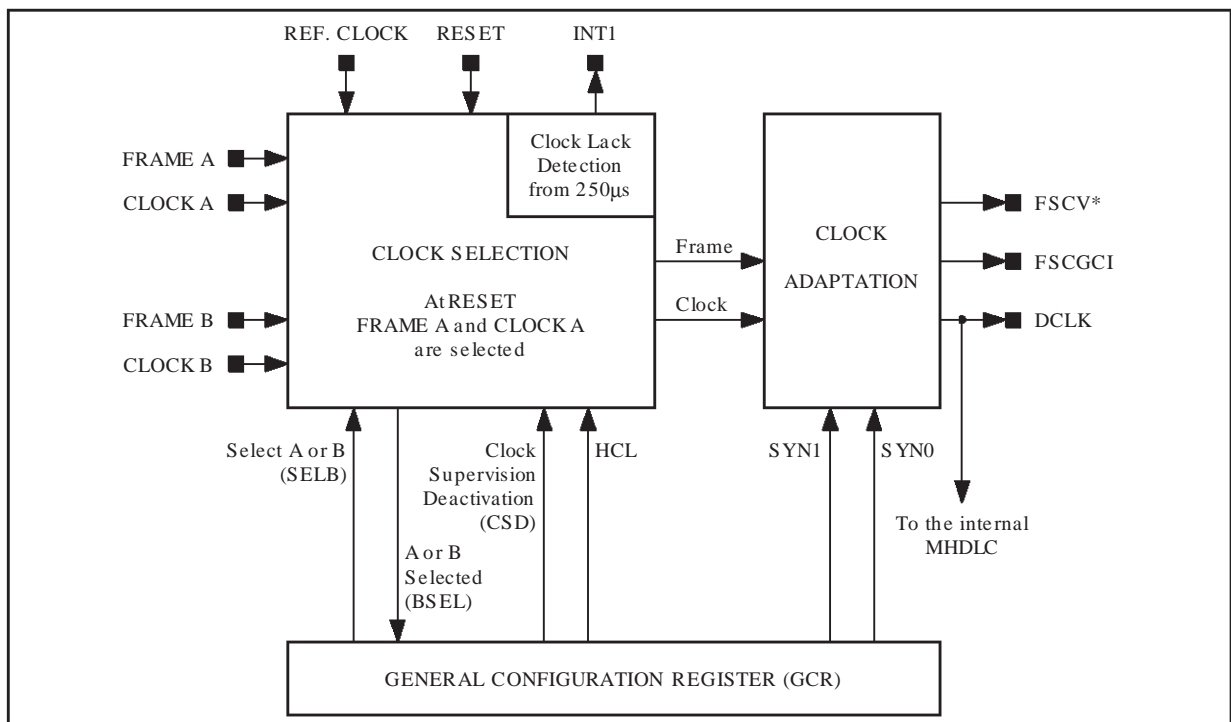 REF. CLOCK
RESET
INT1
Clock Lack
Detection
from 250µs
FRAME A
CLOCK A
FRAME B
CLOCK B
CLOCK SELECTION
At RESET
FRAME A and CLOCK A
are selected
Frame
Clock
CLOCK
ADAPTATION
FSCV*
FSCGCI
DCLK
Select A or B
(SELB)
A or B
Selected
(BSEL)
Clock
Supervision
Deactivation
(CSD)
HCL
SYN1
SYN0
To the internal
MHDLC
GENERAL CONFIGURATION REGISTER (GCR)